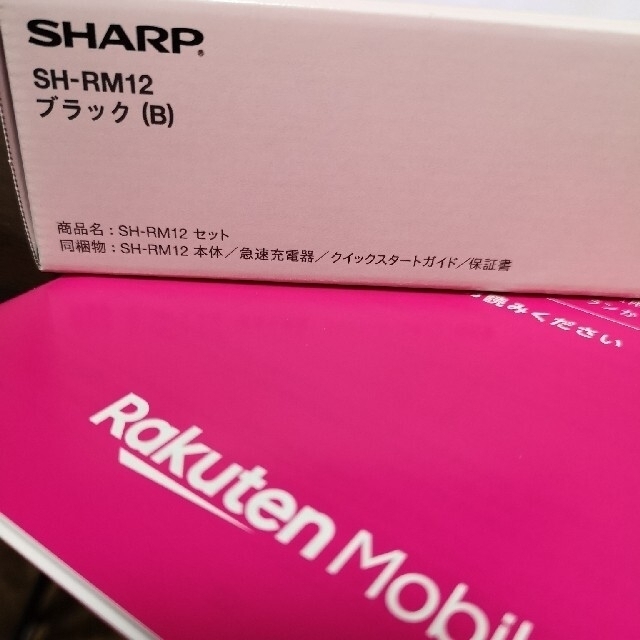 SHARP
SH-RM12
ブラック (B)
商品名：SH-RM12 セット
同梱物：SH-RM12 本体／急速充電器／クイックスタートガイド／保証書
読みください
Rakuten Mobil